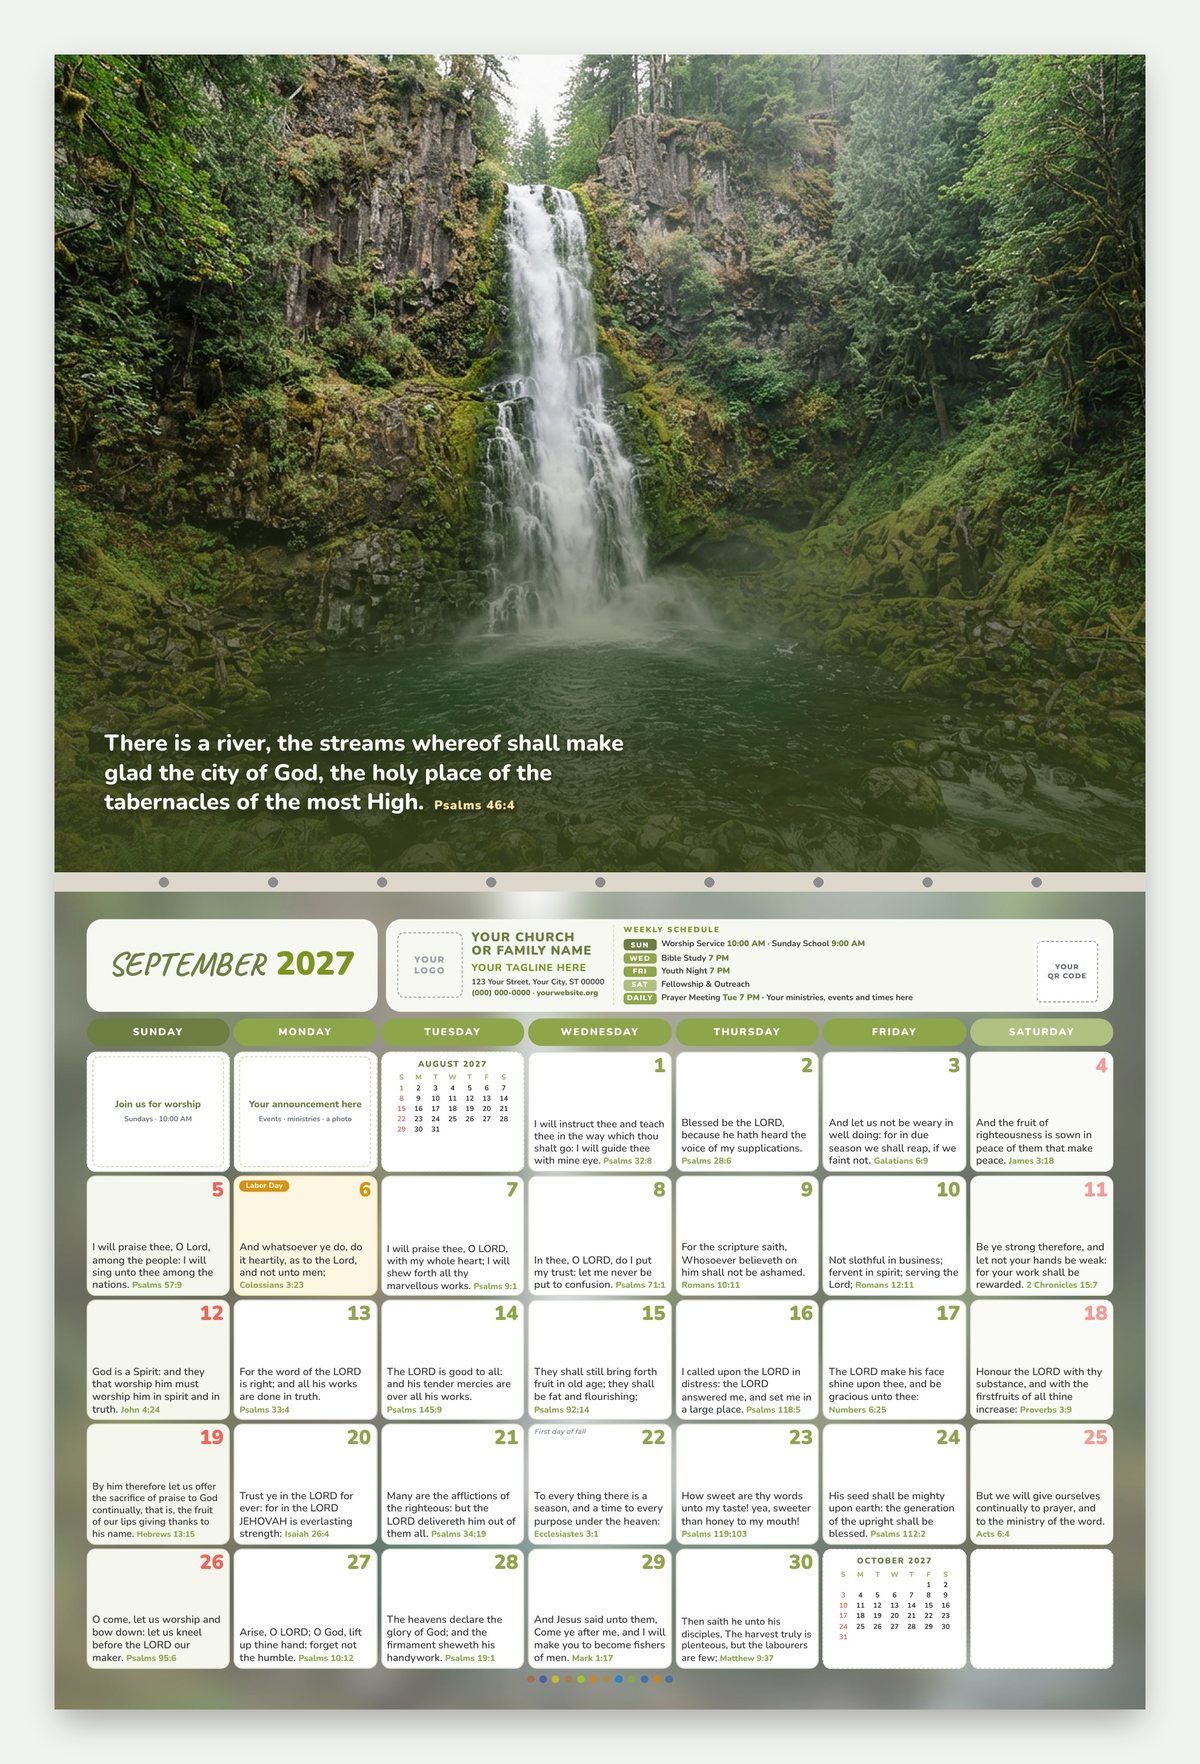 There is a river, the streams whereof shall make
glad the city of God, the holy place of the
tabernacles of the most High. Psalms 46:4
SEPTEMBER 2027
YOUR LOGO
YOUR CHURCH
OR FAMILY NAME
YOUR TAGLINE HERE
123 Your Street, Your City, ST 00000
(000) 000-0000 · yourwebsite.org
WEEKLY SCHEDULE
SUN Worship Service 10:00 AM · Sunday School 9:00 AM
WED Bible Study 7 PM
FRI Youth Night 7 PM
SAT Fellowship & Outreach
DAILY Prayer Meeting Tue 7 PM · Your ministries, events and times here
YOUR
QR CODE
SUNDAY MONDAY TUESDAY WEDNESDAY THURSDAY FRIDAY SATURDAY
Join us for worship
Sundays · 10:00 AM
Your announcement here
Events · ministries · a photo
AUGUST 2027
S M T W T F S
1 2 3 4 5 6 7
8 9 10 11 12 13 14
15 16 17 18 19 20 21
22 23 24 25 26 27 28
29 30 31
1
I will instruct thee and teach
thee in the way which thou
shalt go: I will guide thee
with mine eye. Psalms 32:8
2
Blessed be the LORD,
because he hath heard the
voice of my supplications.
Psalms 28:6
3
And let us not be weary in
well doing: for in due
season we shall reap, if we
faint not. Galatians 6:9
4
And the fruit of
righteousness is sown in
peace of them that make
peace. James 3:18
5
I will praise thee, O Lord,
among the people: I will
sing unto thee among the
nations. Psalms 57:9
Labor Day 6
And whatsoever ye do, do
it heartily, as to the Lord,
and not unto men;
Colossians 3:23
7
I will praise thee, O LORD,
with my whole heart; I will
shew forth all thy
marvellous works. Psalms 9:1
8
In thee, O LORD, do I put
my trust: let me never be
put to confusion. Psalms 71:1
9
For the scripture saith,
Whosoever believeth on
him shall not be ashamed.
Romans 10:11
10
Not slothful in business;
fervent in spirit; serving the
Lord; Romans 12:11
11
Be ye strong therefore, and
let not your hands be weak:
for your work shall be
rewarded. 2 Chronicles 15:7
12
God is a Spirit: and they
that worship him must
worship him in spirit and in
truth. John 4:24
13
For the word of the LORD
is right; and all his works
are done in truth.
Psalms 33:4
14
The LORD is good to all:
and his tender mercies are
over all his works.
Psalms 145:9
15
They shall still bring forth
fruit in old age; they shall
be fat and flourishing;
Psalms 92:14
16
I called upon the LORD in
distress: the LORD
answered me, and set me in
a large place. Psalms 118:5
17
The LORD make his face
shine upon thee, and be
gracious unto thee:
Numbers 6:25
18
Honour the LORD with thy
substance, and with the
firstfruits of all thine
increase: Proverbs 3:9
19
By him therefore let us offer
the sacrifice of praise to God
continually, that is, the fruit
of our lips giving thanks to
his name. Hebrews 13:15
20
Trust ye in the LORD for
ever: for in the LORD
JEHOVAH is everlasting
strength: Isaiah 26:4
21
Many are the afflictions of
the righteous: but the
LORD delivereth him out of
them all. Psalms 34:19
First day of fall 22
To every thing there is a
season, and a time to every
purpose under the heaven:
Ecclesiastes 3:1
23
How sweet are thy words
unto my taste! yea, sweeter
than honey to my mouth!
Psalms 119:103
24
His seed shall be mighty
upon earth: the generation
of the upright shall be
blessed. Psalms 112:2
25
But we will give ourselves
continually to prayer, and
to the ministry of the word.
Acts 6:4
26
O come, let us worship and
bow down: let us kneel
before the LORD our
maker. Psalms 95:6
27
Arise, O LORD; O God, lift
up thine hand: forget not
the humble. Psalms 10:12
28
The heavens declare the
glory of God; and the
firmament sheweth his
handywork. Psalms 19:1
29
And Jesus said unto them,
Come ye after me, and I will
make you to become fishers
of men. Mark 1:17
30
Then saith he unto his
disciples, The harvest truly is
plenteous, but the labourers
are few; Matthew 9:37
OCTOBER 2027
S M T W T F S
1 2
3 4 5 6 7 8 9
10 11 12 13 14 15 16
17 18 19 20 21 22 23
24 25 26 27 28 29 30
31